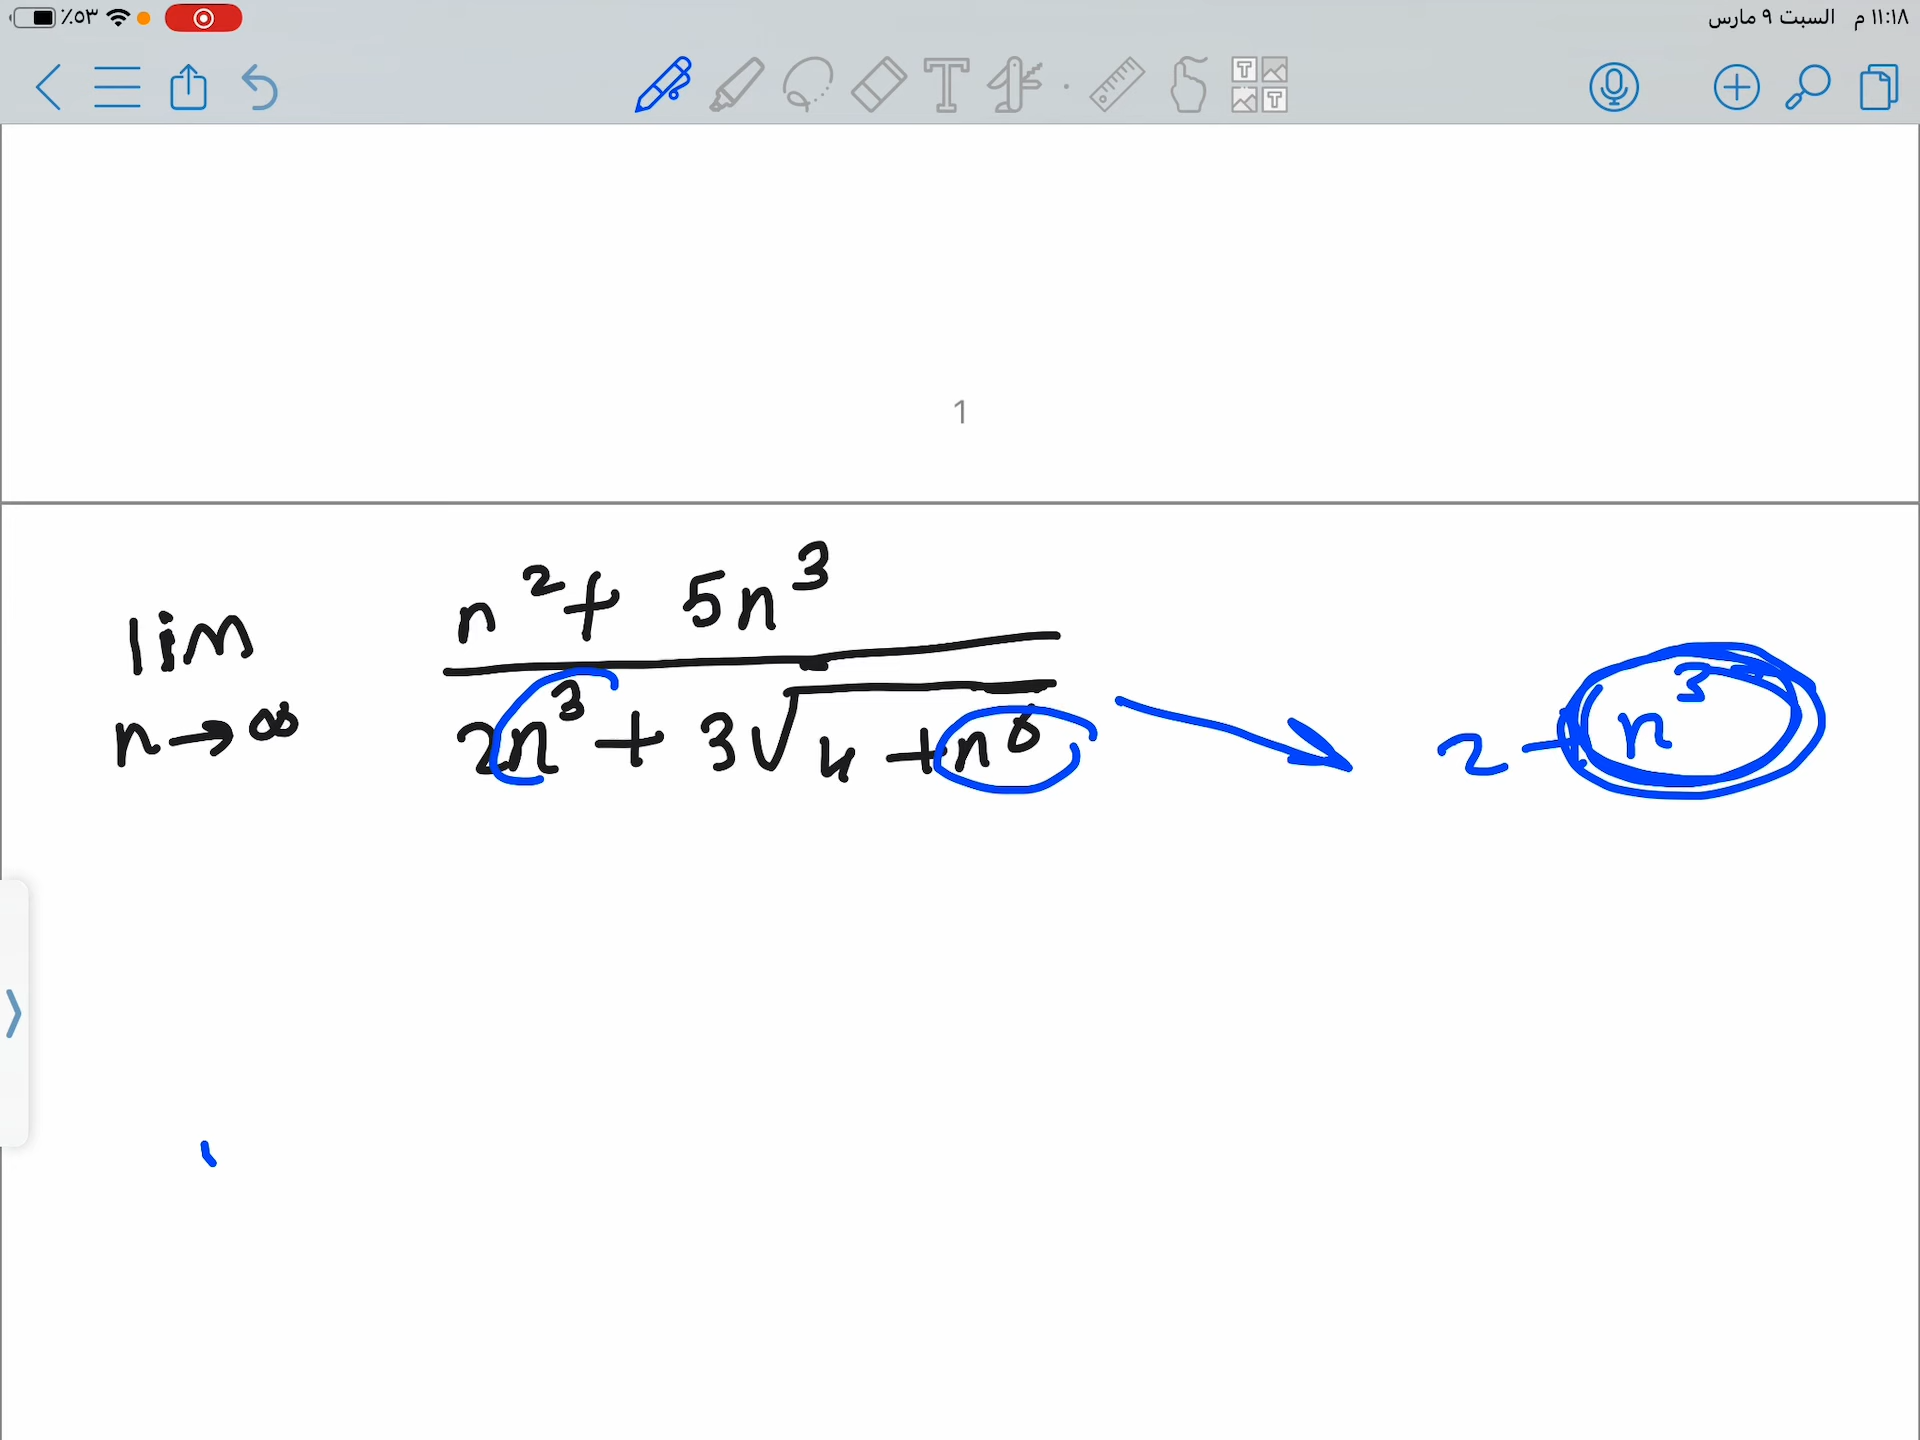 ٪٥٣ السبت ٩ مارس ١١:١٨ م
1
lim n→∞ (n² + 5n³) / (2n³ + 3√(4 + n⁶))
2 - n³